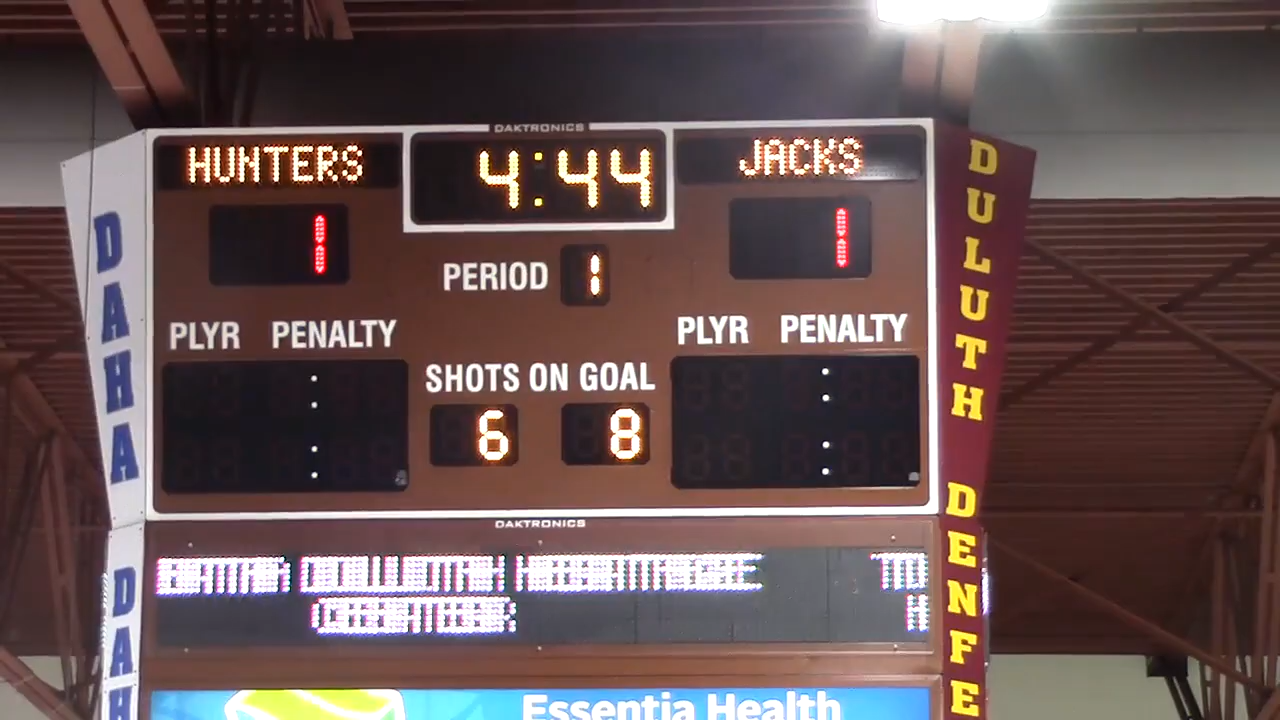 DAKTRONICS
HUNTERS
4:44
JACKS
1
1
PERIOD 1
PLYR PENALTY
PLYR PENALTY
SHOTS ON GOAL
6 8
DAKTRONICS
Essentia Health
DAHA
DAH
DULUTH DENFE